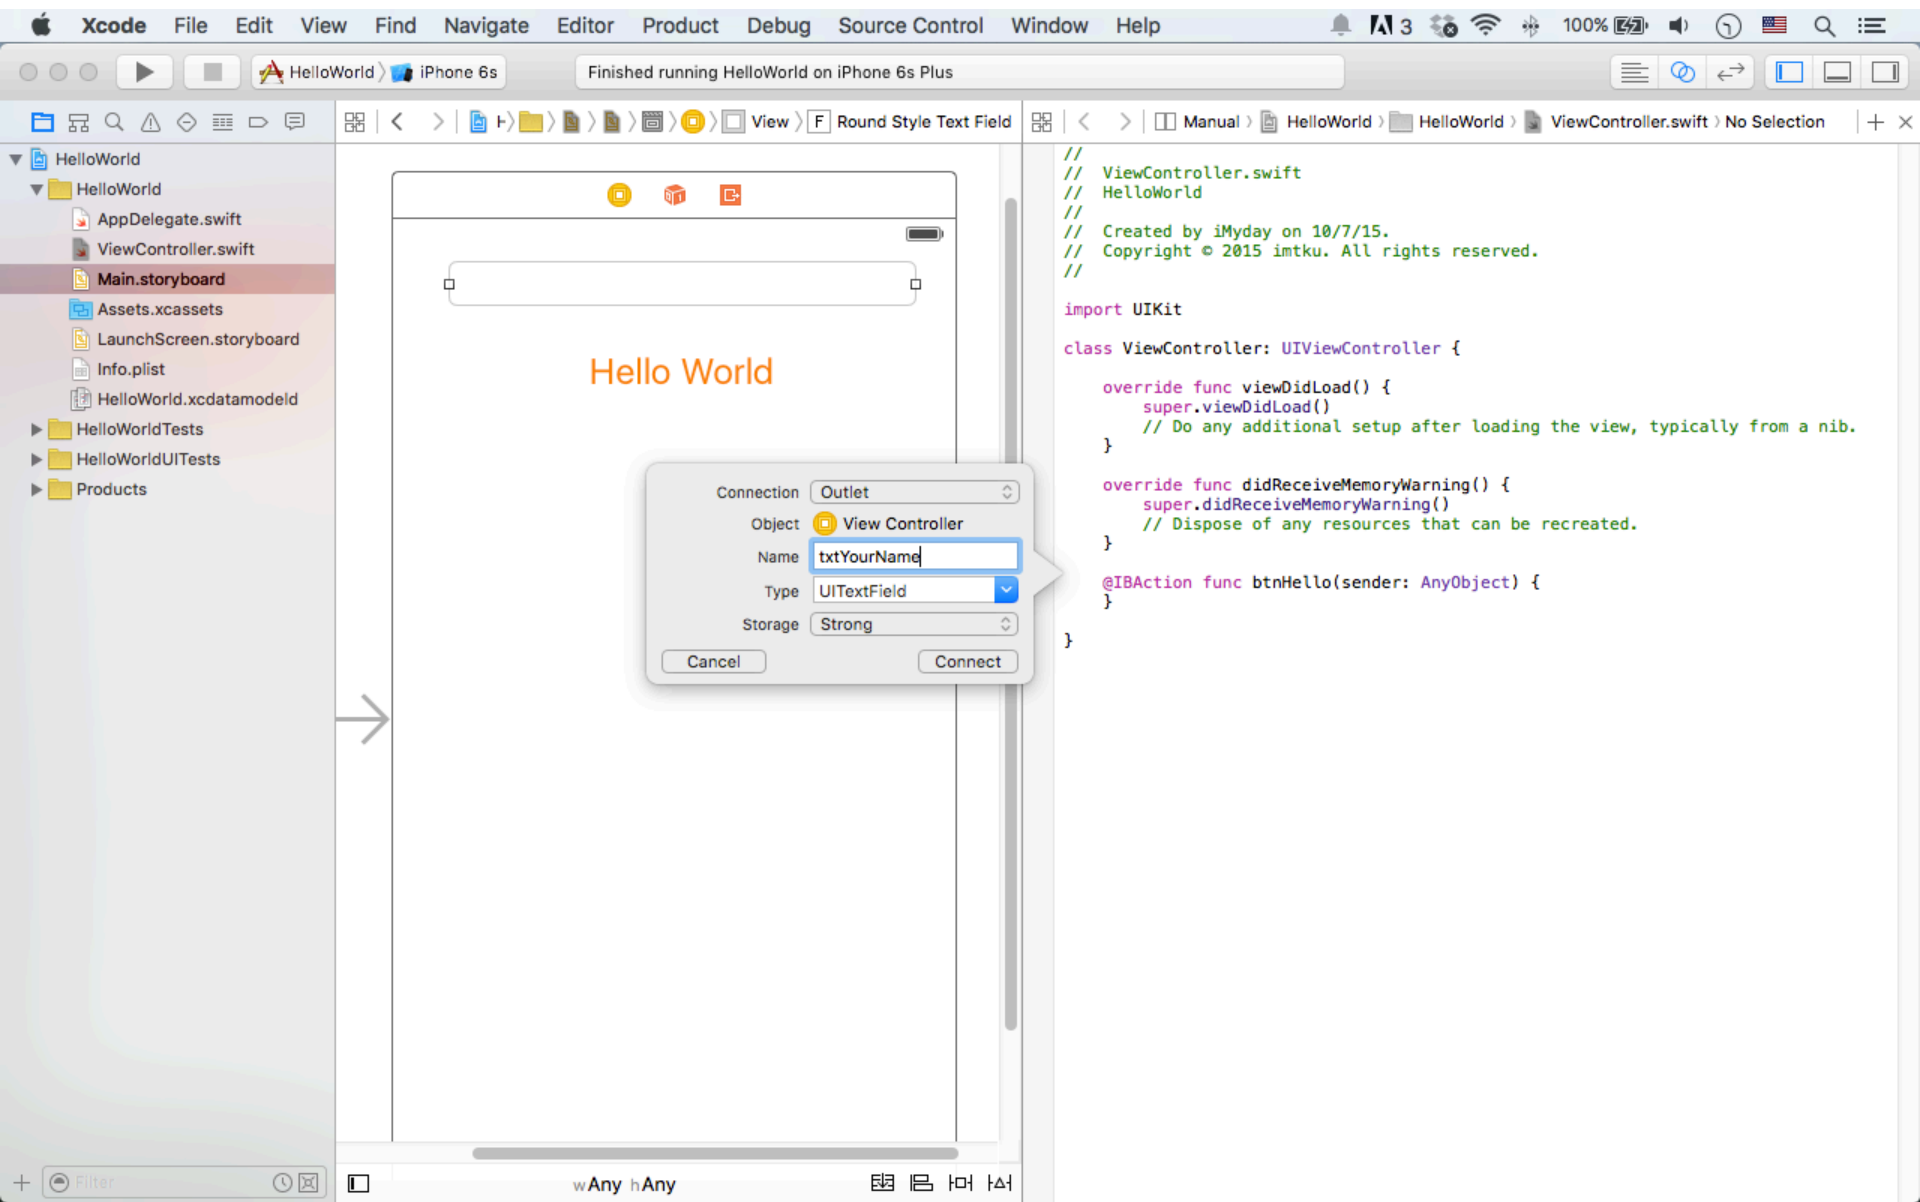 Xcode File Edit View Find Navigate Editor Product Debug Source Control Window Help 3 100%
HelloWorld iPhone 6s Finished running HelloWorld on iPhone 6s Plus
View F Round Style Text Field Manual HelloWorld HelloWorld ViewController.swift No Selection
HelloWorld
HelloWorld
AppDelegate.swift
ViewController.swift
Main.storyboard
Assets.xcassets
LaunchScreen.storyboard
Info.plist
HelloWorld.xcdatamodeld
HelloWorldTests
HelloWorldUITests
Products
Filter
Hello World
Connection Outlet
Object View Controller
Name txtYourName
Type UITextField
Storage Strong
Cancel Connect
wAny hAny
//
// ViewController.swift
// HelloWorld
//
// Created by iMyday on 10/7/15.
// Copyright © 2015 imtku. All rights reserved.
//
import UIKit
class ViewController: UIViewController {
override func viewDidLoad() {
super.viewDidLoad()
// Do any additional setup after loading the view, typically from a nib.
}
override func didReceiveMemoryWarning() {
super.didReceiveMemoryWarning()
// Dispose of any resources that can be recreated.
}
@IBAction func btnHello(sender: AnyObject) {
}
}